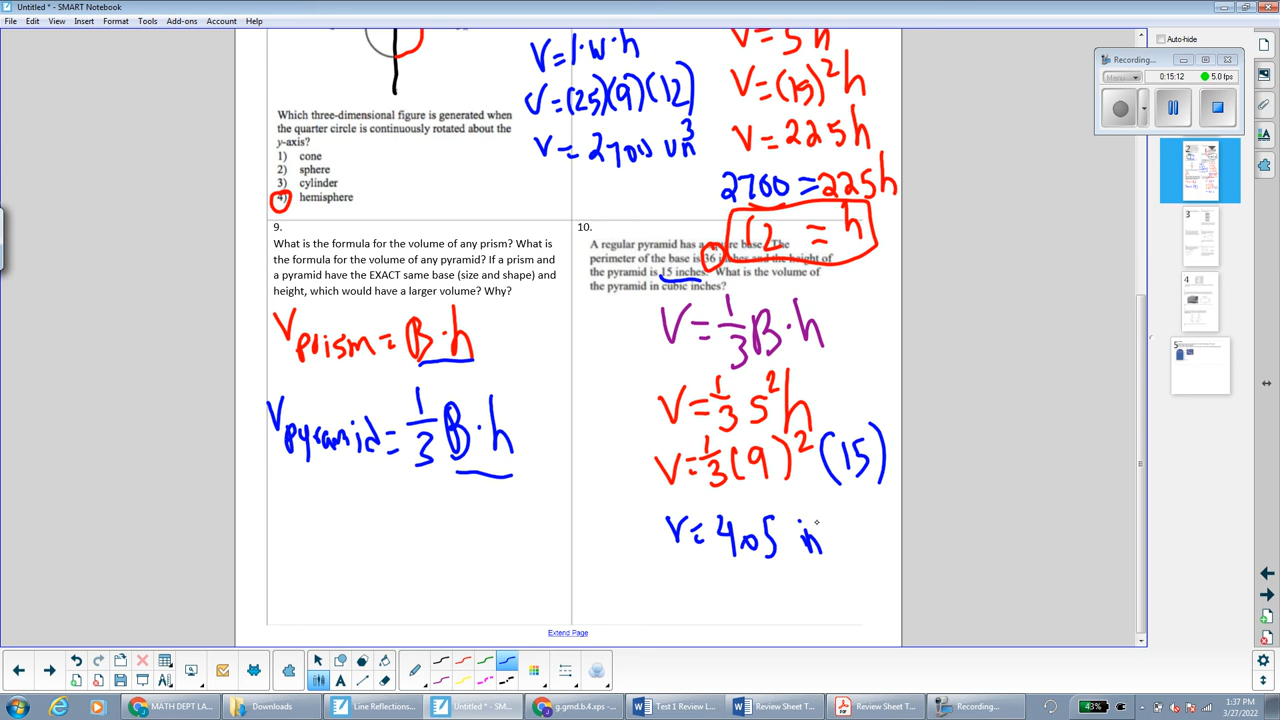 Untitled * - SMART Notebook
File Edit View Insert Format Tools Add-ons Account Help
Auto-hide
Recording...
Menu
0:15:12
5.0 fps
Which three-dimensional figure is generated when
the quarter circle is continuously rotated about the
y-axis?
1) cone
2) sphere
3) cylinder
4) hemisphere
V=l·w·h
V=(25)(9)(12)
V=2700 un³
V=(15)²h
V=225h
2700=225h
12=h
9.
What is the formula for the volume of any prism? What is
the formula for the volume of any pyramid? If a prism and
a pyramid have the EXACT same base (size and shape) and
height, which would have a larger volume? Why?
V prism = B·h
V pyramid = 1/3 B·h
10.
A regular pyramid has a square base. The
perimeter of the base is 36 inches and the height of
the pyramid is 15 inches. What is the volume of
the pyramid in cubic inches?
V=1/3 B·h
V=1/3 s²h
V=1/3(9)²(15)
V=405 in
Extend Page
2
3
4
5
MATH DEPT LA...
Downloads
Line Reflections...
Untitled * - SM...
g.gmd.b.4.xps -...
Test 1 Review L...
Review Sheet T...
Review Sheet T...
Recording...
43%
1:37 PM
3/27/2022